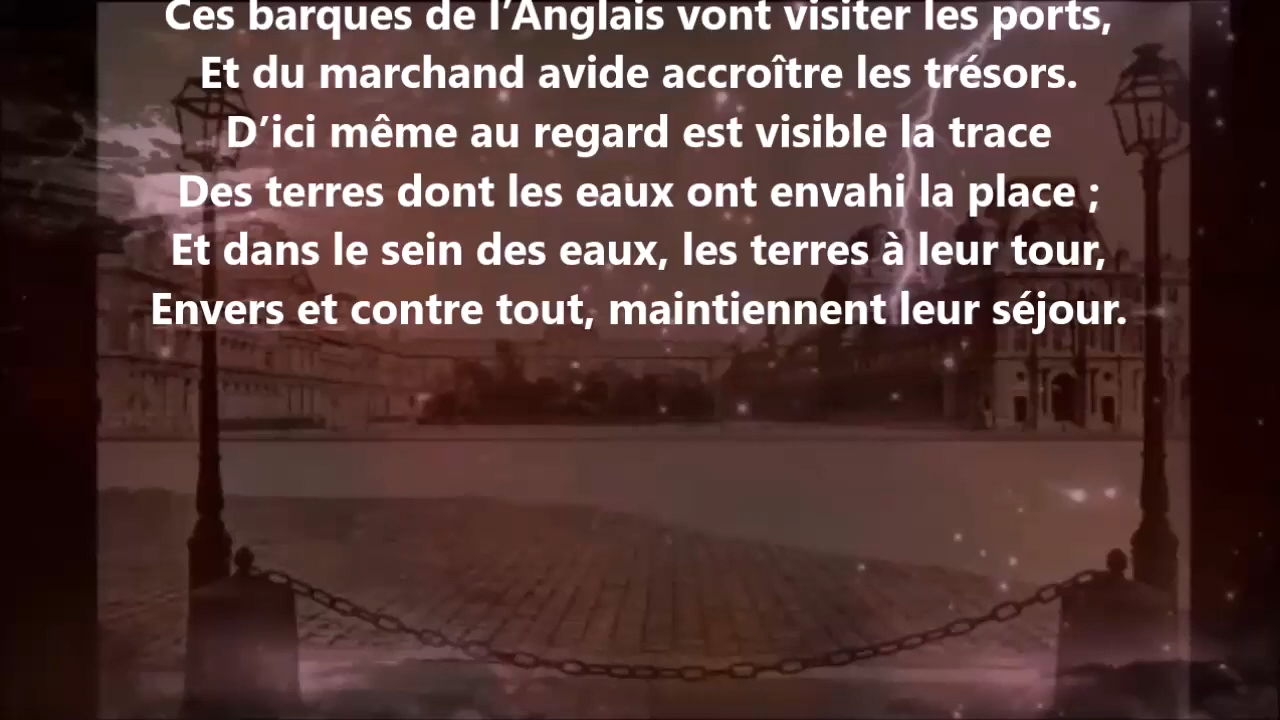 Ces barques de l’Anglais vont visiter les ports,
Et du marchand avide accroître les trésors.
D’ici même au regard est visible la trace
Des terres dont les eaux ont envahi la place ;
Et dans le sein des eaux, les terres à leur tour,
Envers et contre tout, maintiennent leur séjour.